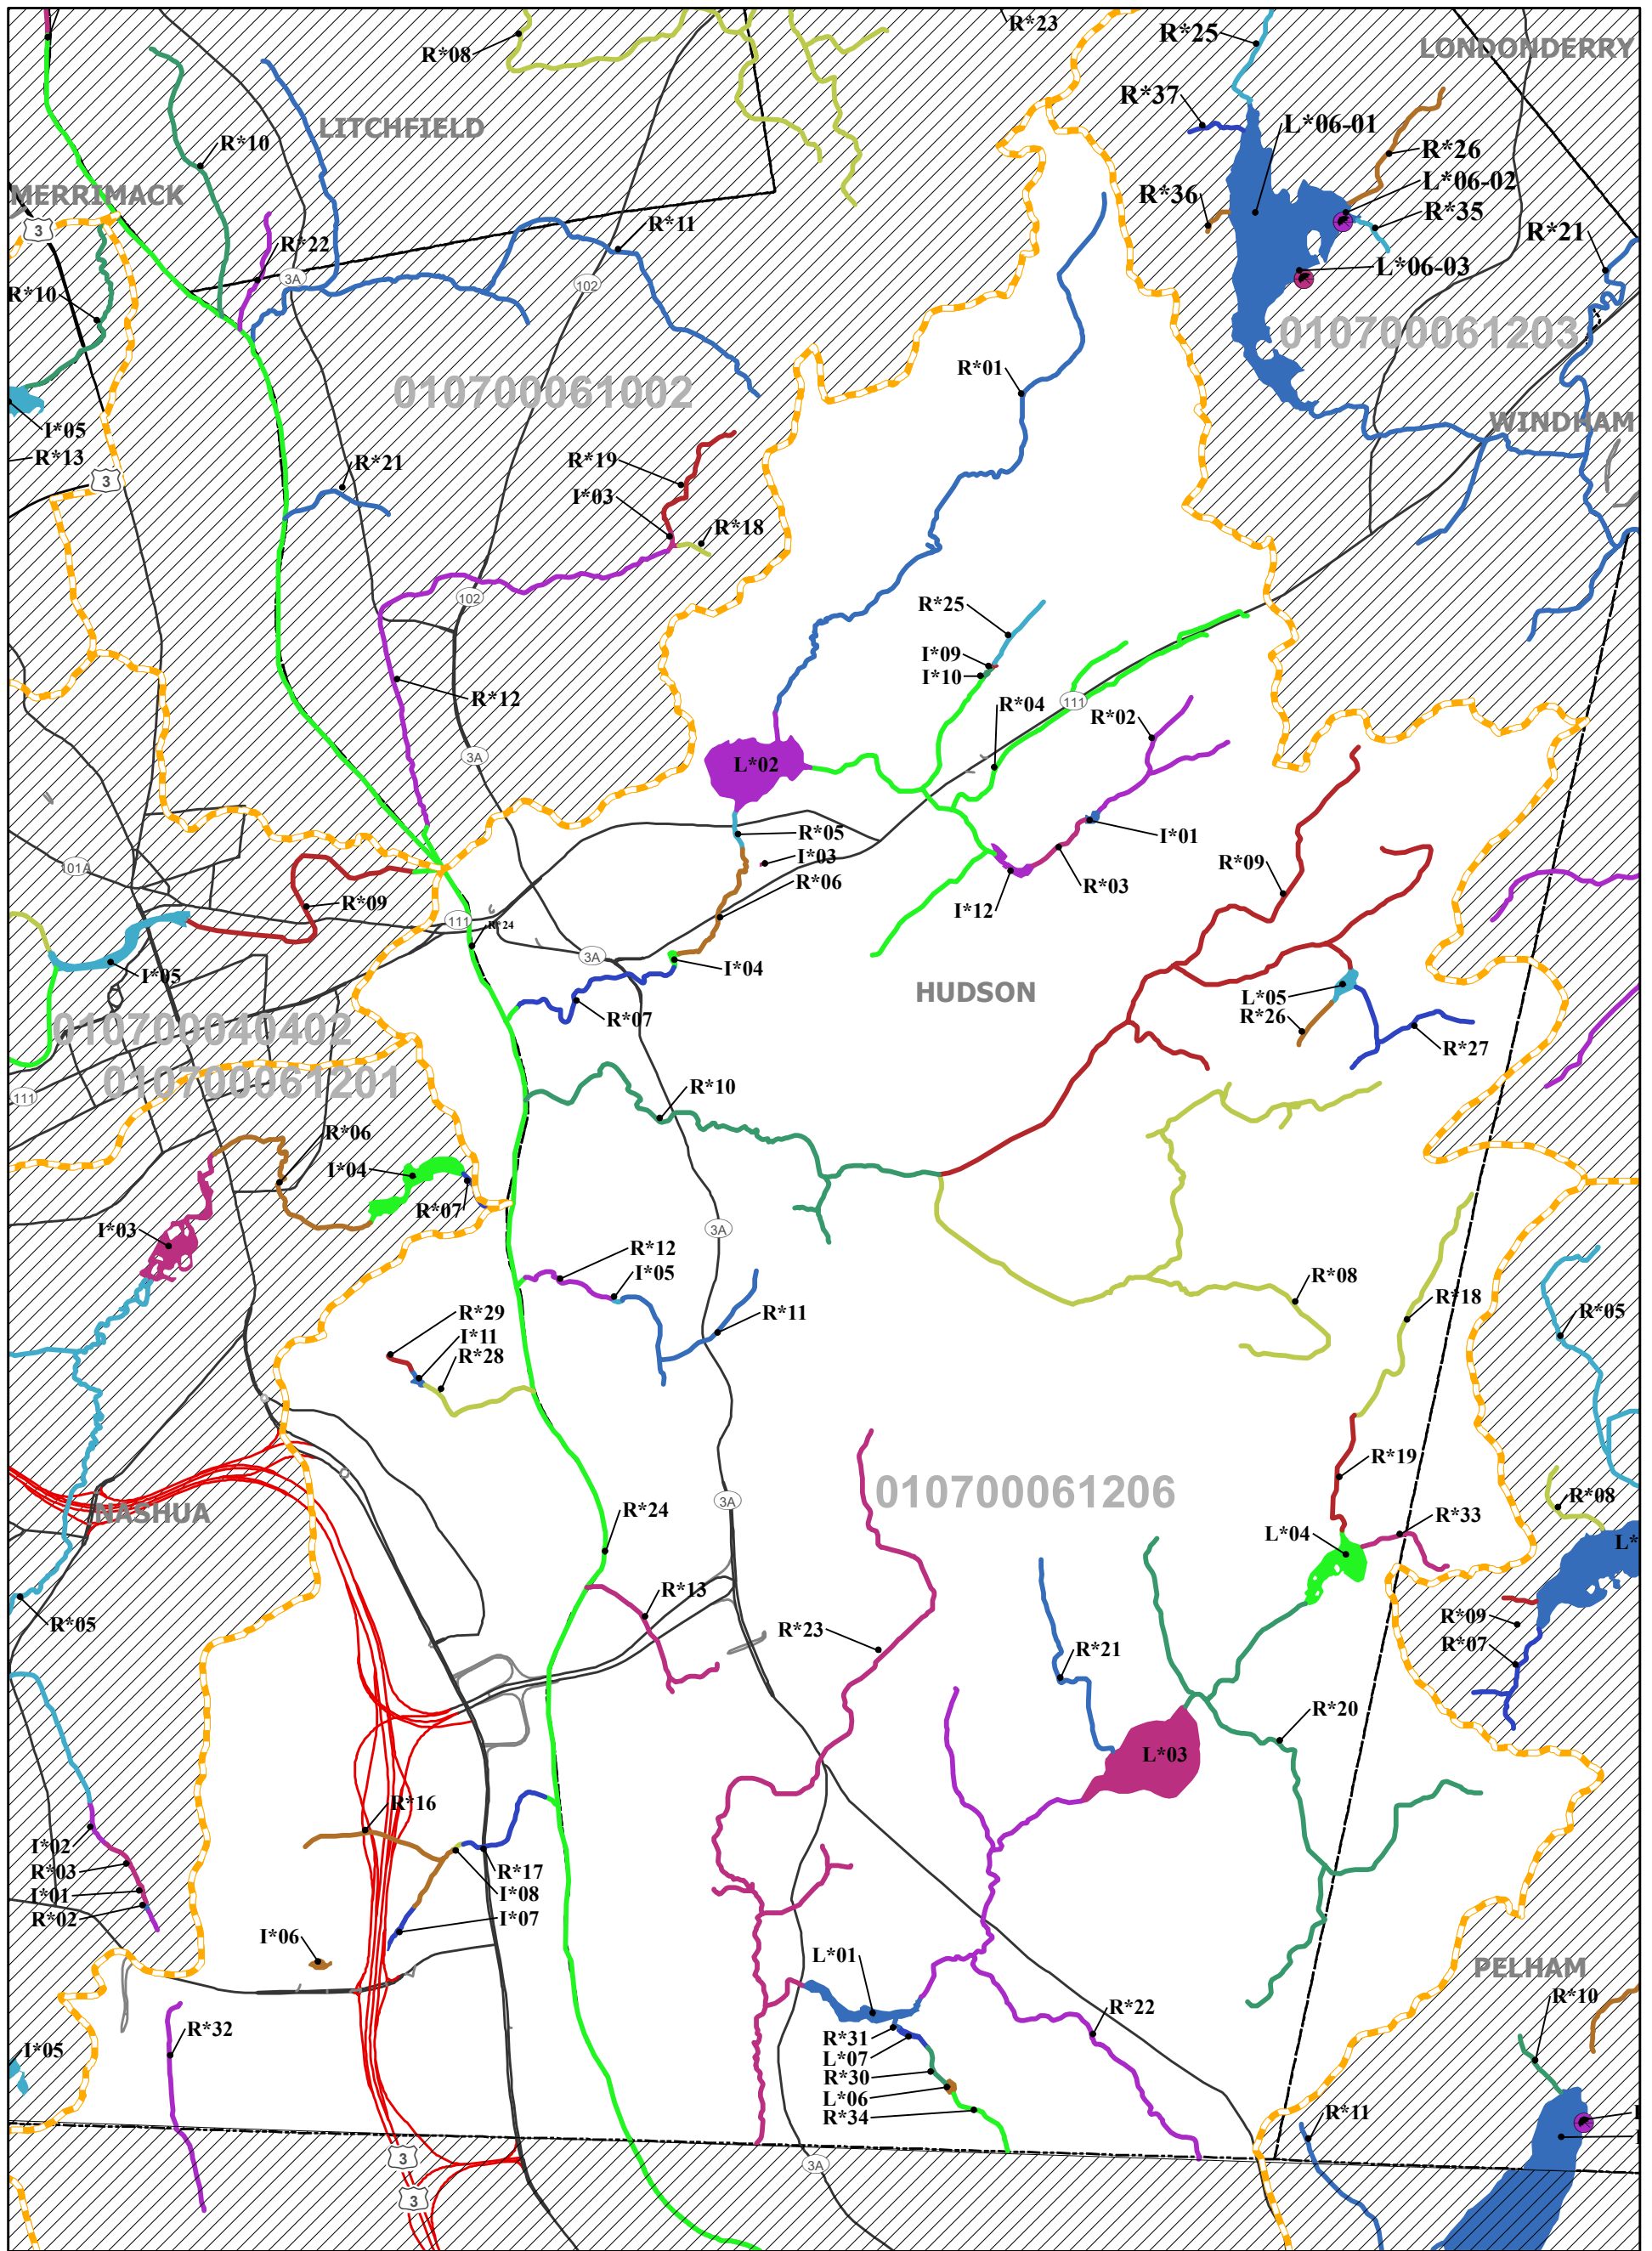 R*23
R*25
R*08
LONDONDERRY
R*37
L*06-01
LITCHFIELD
R*10
R*26
L*06-02
MERRIMACK
R*36
R*35
3
R*11
R*21
R*22
3A
L*06-03
102
R*10
010700061203
R*01
010700061002
I*05
WINDHAM
R*13
R*21
R*19
3
I*03
R*18
102
R*25
I*09
I*10
R*12
R*04
111
R*02
3A
L*02
R*05
I*01
I*03
101A
R*09
R*06
R*03
R*09
I*12
111
R*24
3A
I*04
I*05
HUDSON
L*05
R*26
R*07
010700040402
R*27
010700061201
111
R*10
R*06
I*04
R*07
I*03
3A
R*12
I*05
R*08
R*18
R*05
R*29
I*11
R*11
R*28
R*19
010700061206
3A
R*08
NASHUA
R*24
R*33
L*04
L*
R*13
R*05
R*23
R*09
R*07
R*21
R*20
L*03
R*16
I*02
R*03
R*17
I*01
I*08
R*02
I*07
I*06
L*01
PELHAM
R*10
R*22
R*32
R*31
I*05
L*07
R*30
L*06
R*34
R*11
3
3A
3